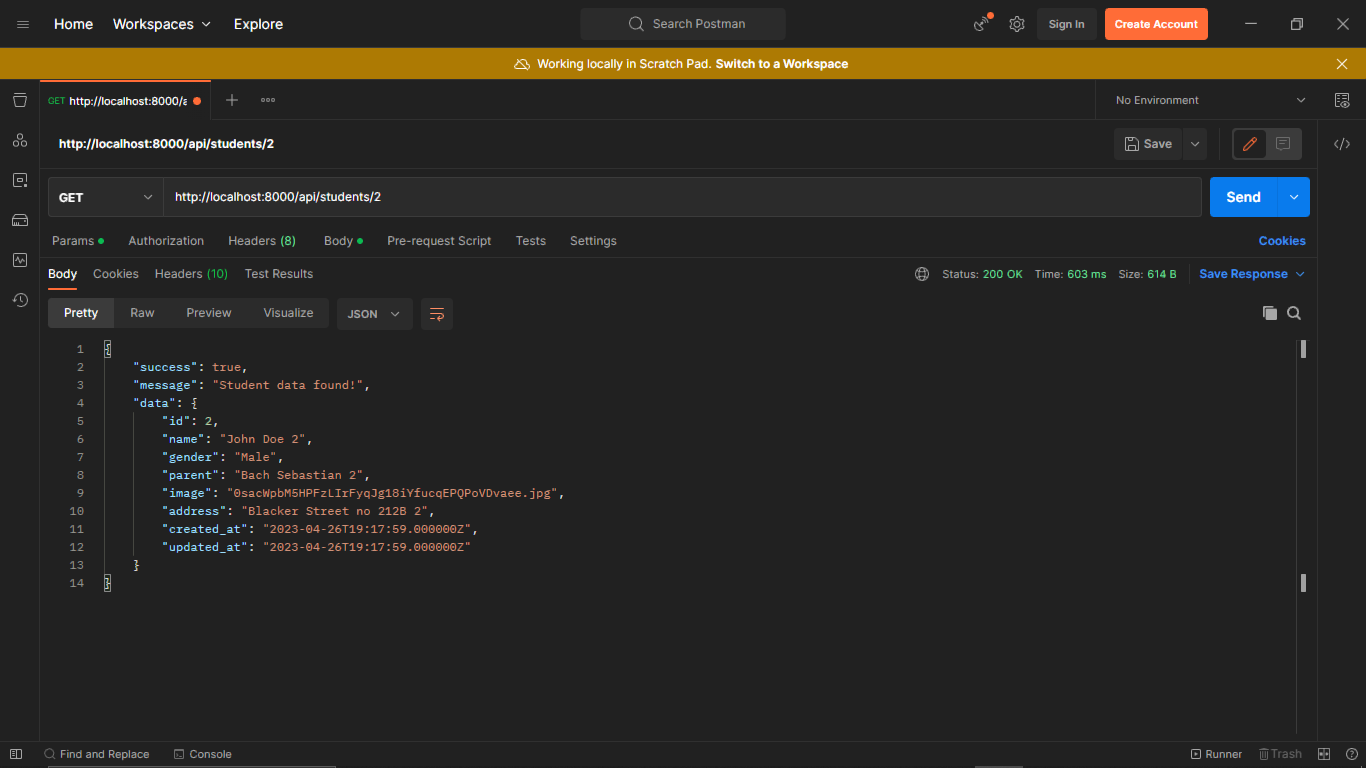 Home Workspaces Explore Search Postman Sign In Create Account
Working locally in Scratch Pad. Switch to a Workspace
GET http://localhost:8000/a No Environment
http://localhost:8000/api/students/2 Save
GET http://localhost:8000/api/students/2 Send
Params Authorization Headers (8) Body Pre-request Script Tests Settings Cookies
Body Cookies Headers (10) Test Results Status: 200 OK Time: 603 ms Size: 614 B Save Response
Pretty Raw Preview Visualize JSON
1 {
2 "success": true,
3 "message": "Student data found!",
4 "data": {
5 "id": 2,
6 "name": "John Doe 2",
7 "gender": "Male",
8 "parent": "Bach Sebastian 2",
9 "image": "0sacWpbM5HPFzLIrFyqJg18iYfucqEPQPoVDvaee.jpg",
10 "address": "Blacker Street no 212B 2",
11 "created_at": "2023-04-26T19:17:59.000000Z",
12 "updated_at": "2023-04-26T19:17:59.000000Z"
13 }
14 }
Find and Replace Console Runner Trash